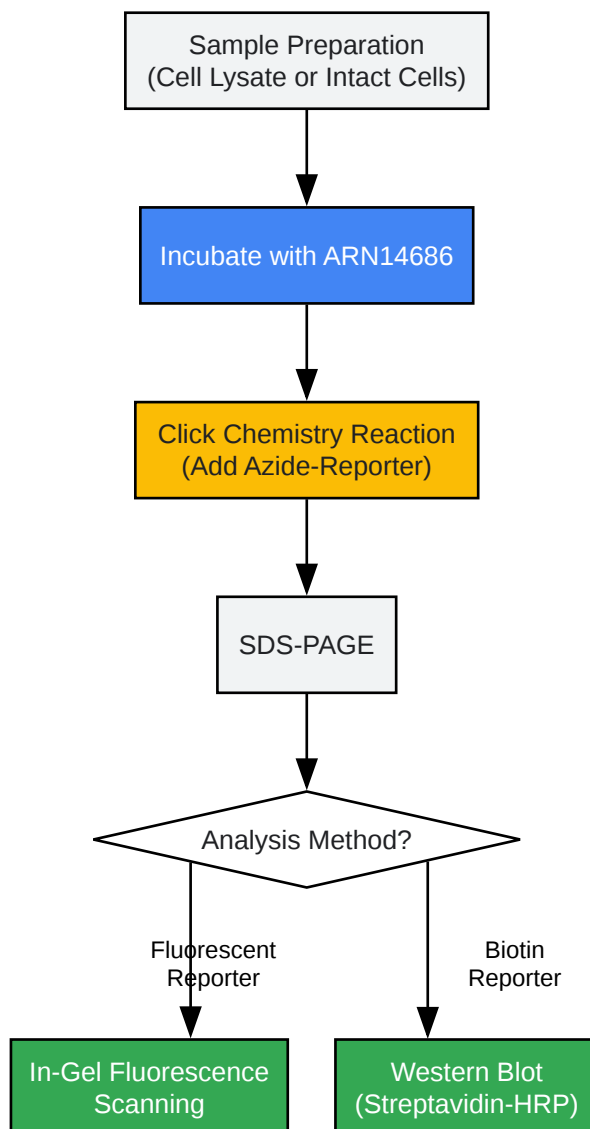 Sample Preparation
(Cell Lysate or Intact Cells)
Incubate with ARN14686
Click Chemistry Reaction
(Add Azide-Reporter)
SDS-PAGE
Analysis Method?
Fluorescent
Reporter
Biotin
Reporter
In-Gel Fluorescence
Scanning
Western Blot
(Streptavidin-HRP)